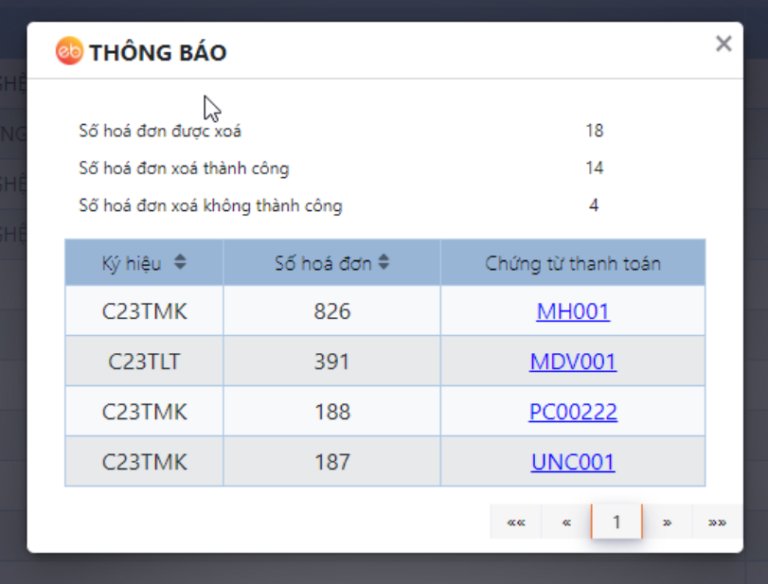 eb THÔNG BÁO ×
Số hoá đơn được xoá 18
Số hoá đơn xoá thành công 14
Số hoá đơn xoá không thành công 4
Ký hiệu Số hoá đơn Chứng từ thanh toán
C23TMK 826 MH001
C23TLT 391 MDV001
C23TMK 188 PC00222
C23TMK 187 UNC001
«« « 1 » »»